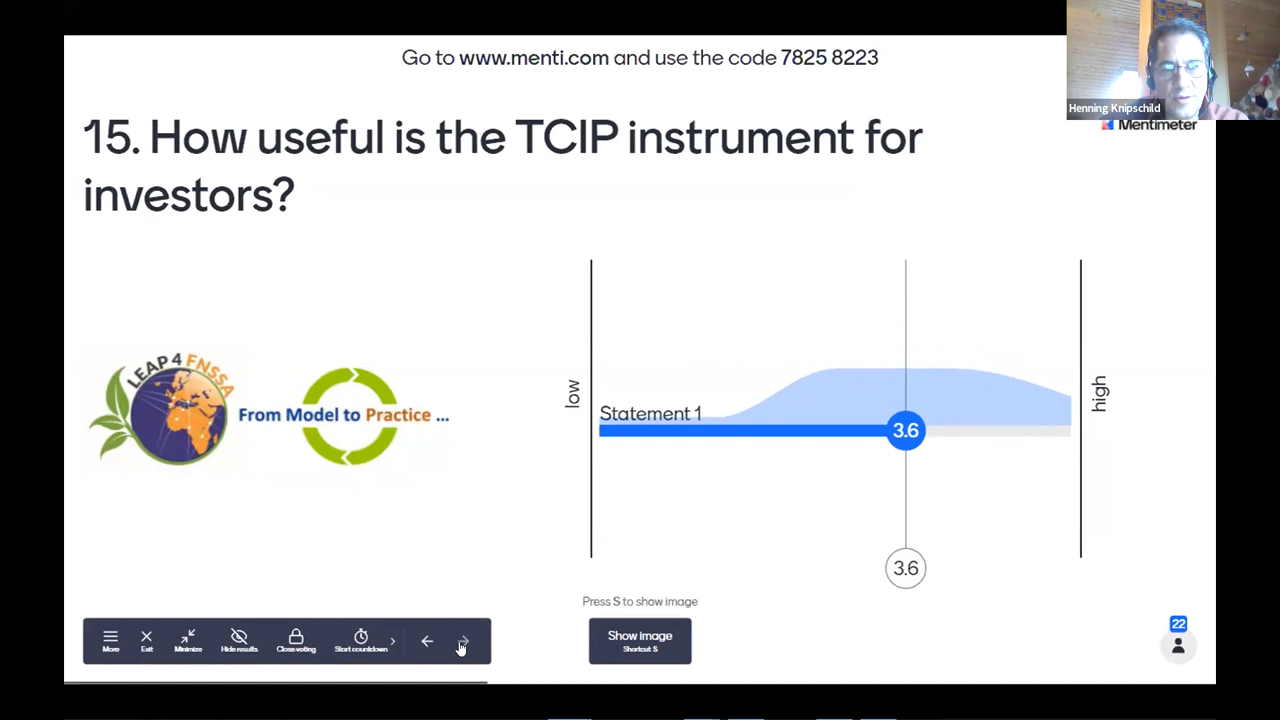 Go to www.menti.com and use the code 7825 8223
Henning Knipschild
Mentimeter
15. How useful is the TCIP instrument for
investors?
LEAP4 FNSSA
From Model to Practice ...
low
Statement 1
3.6
high
3.6
Press S to show image
Show image
Shortcut S
More
Exit
Minimize
Hide results
Close voting
Start countdown
22